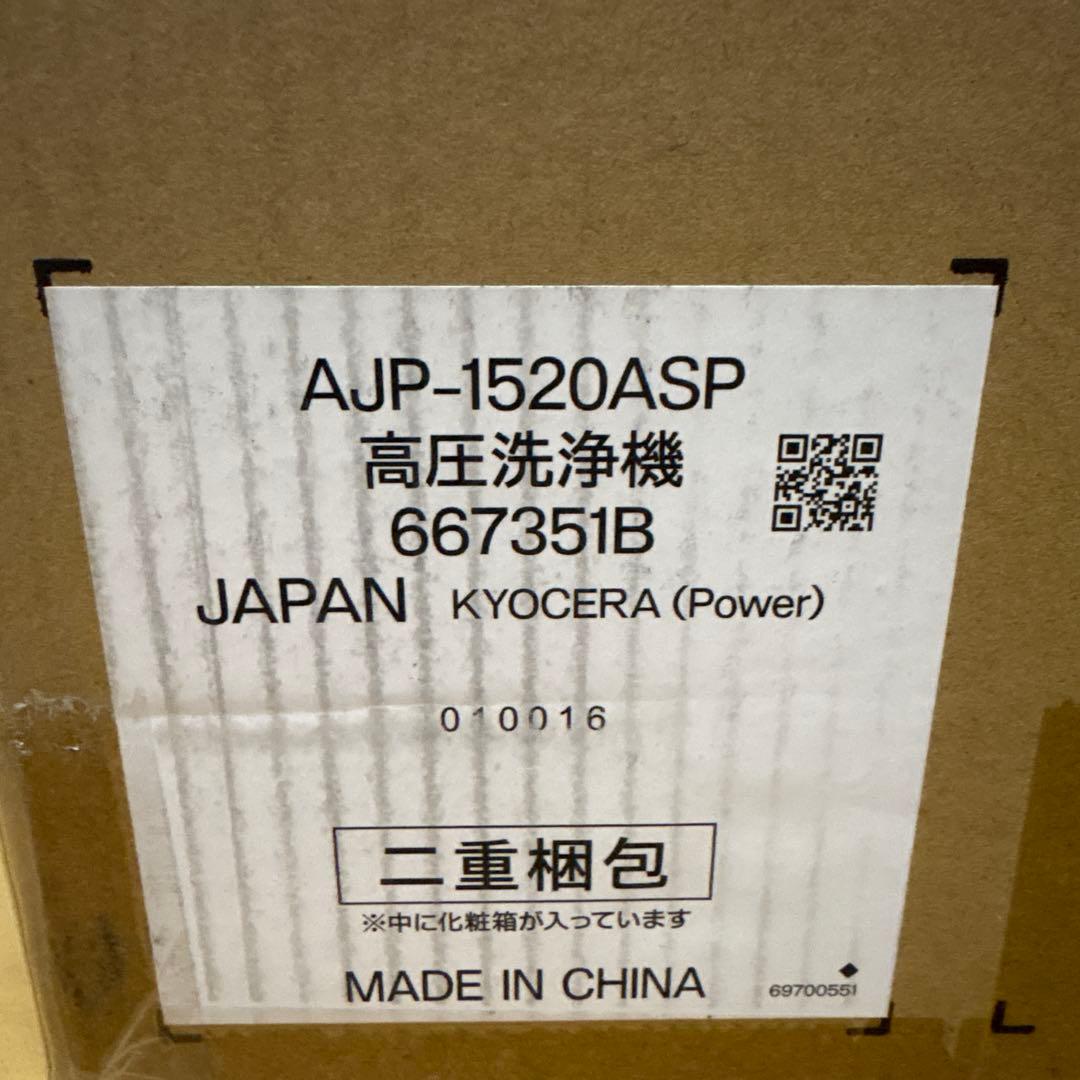 AJP-1520ASP
高圧洗浄機
667351B
JAPAN KYOCERA (Power)
010016
二重梱包
※中に化粧箱が入っています
MADE IN CHINA
69700551